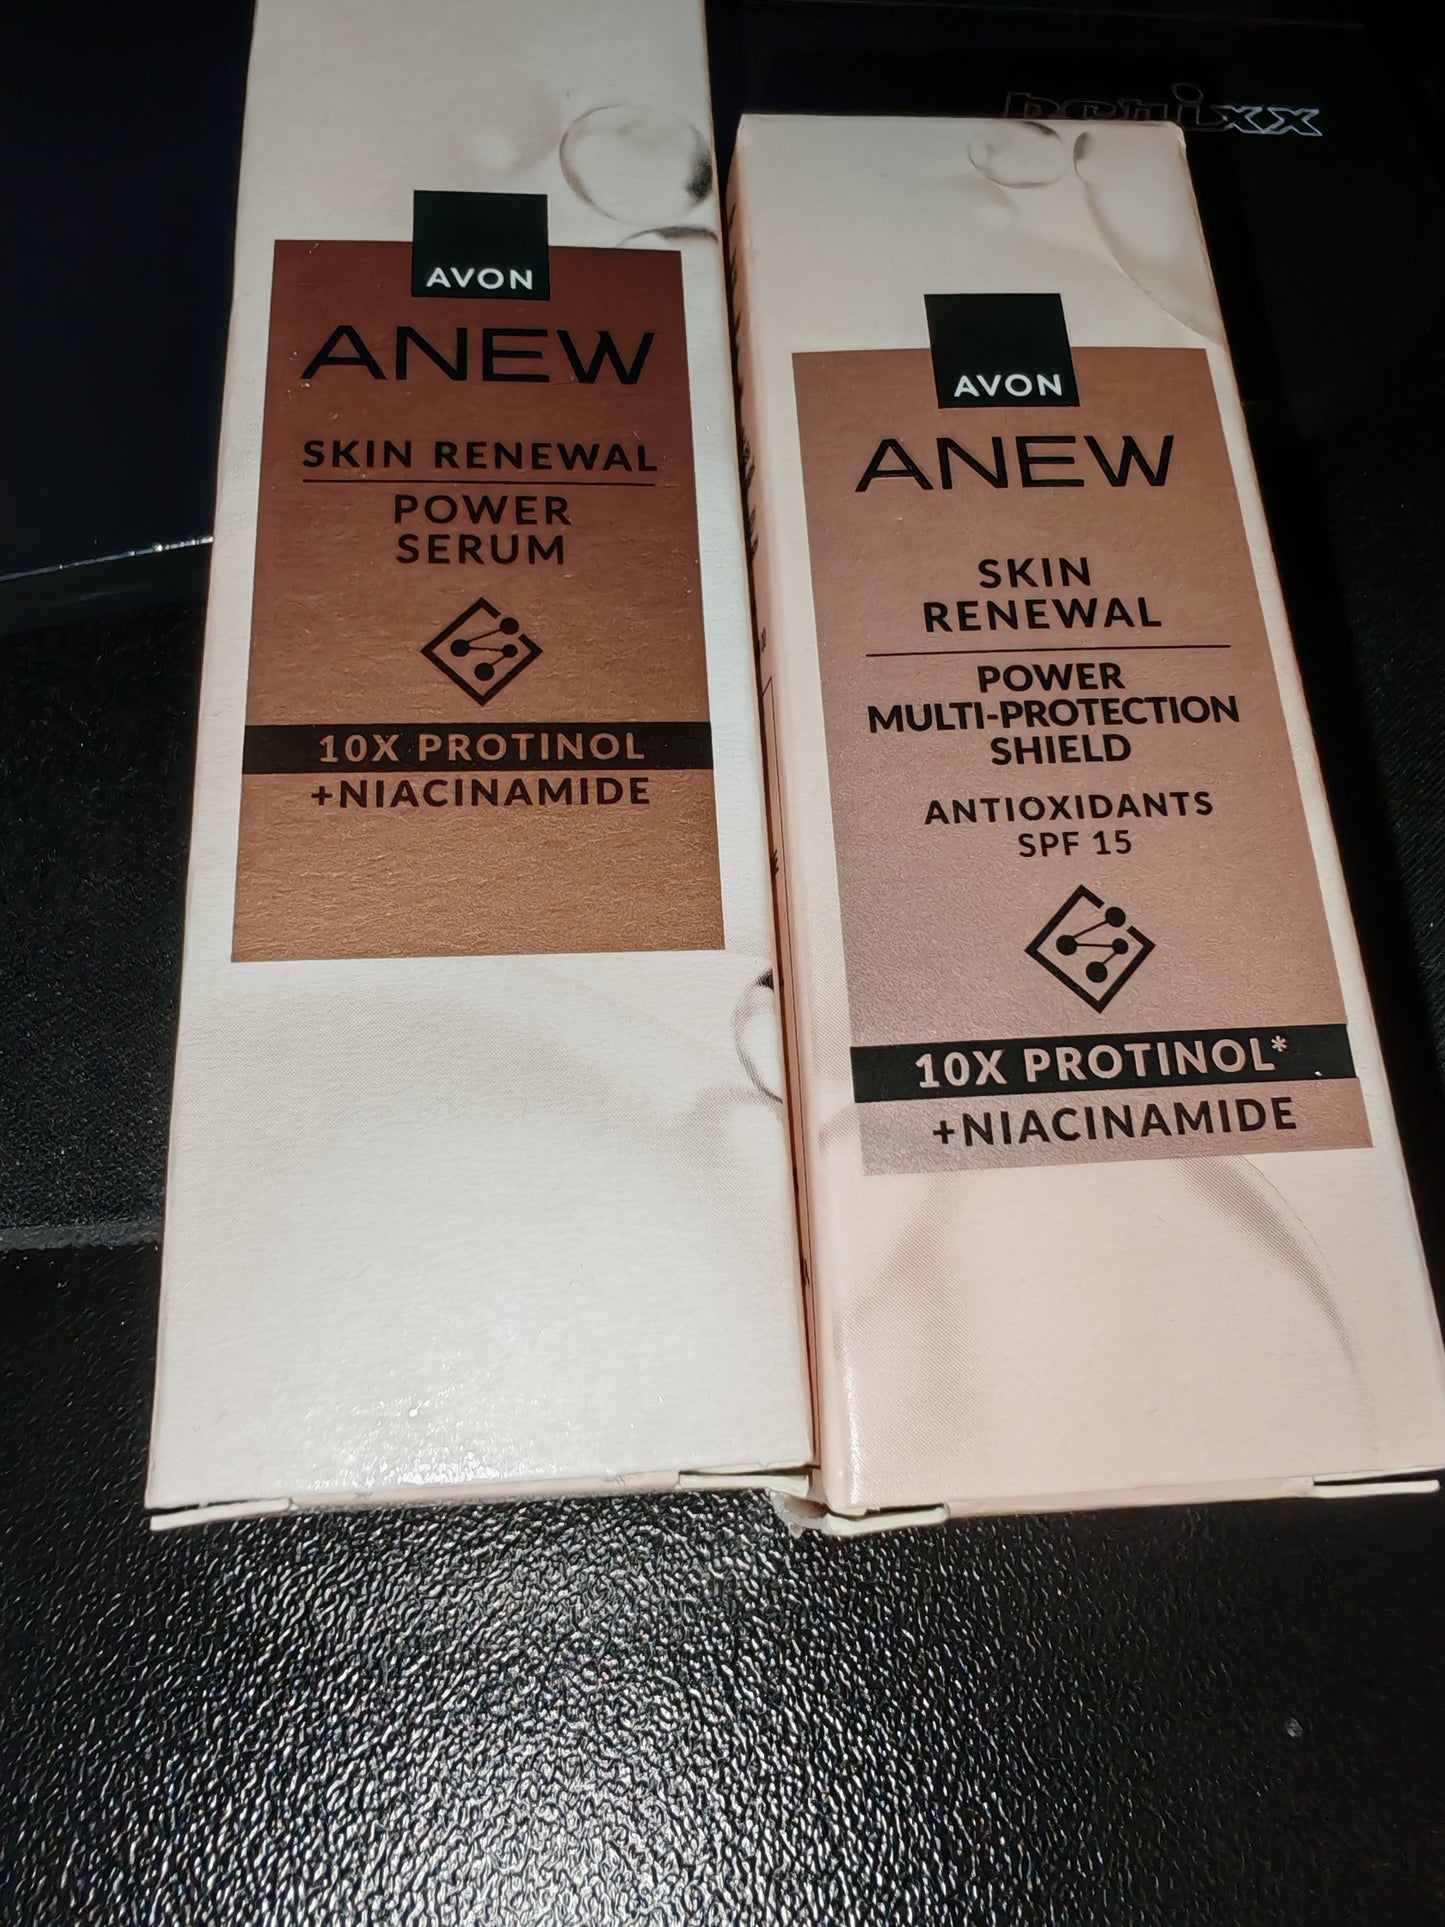 AVON
ANEW
SKIN RENEWAL
POWER
SERUM
10X PROTINOL
+NIACINAMIDE
AVON
ANEW
SKIN
RENEWAL
POWER
MULTI-PROTECTION
SHIELD
ANTIOXIDANTS
SPF 15
10X PROTINOL*
+NIACINAMIDE